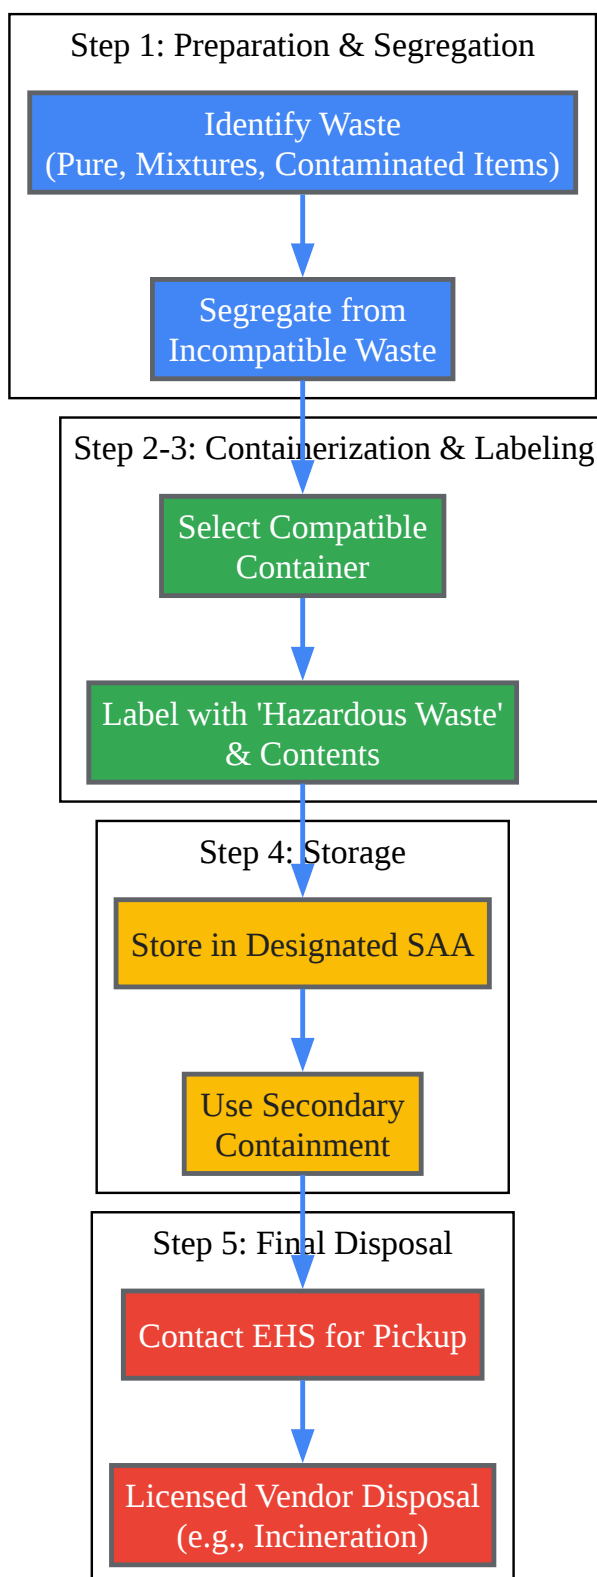 Step 1: Preparation & Segregation
Identify Waste
(Pure, Mixtures, Contaminated Items)
Segregate from
Incompatible Waste
Step 2-3: Containerization & Labeling
Select Compatible
Container
Label with 'Hazardous Waste'
& Contents
Step 4: Storage
Store in Designated SAA
Use Secondary
Containment
Step 5: Final Disposal
Contact EHS for Pickup
Licensed Vendor Disposal
(e.g., Incineration)